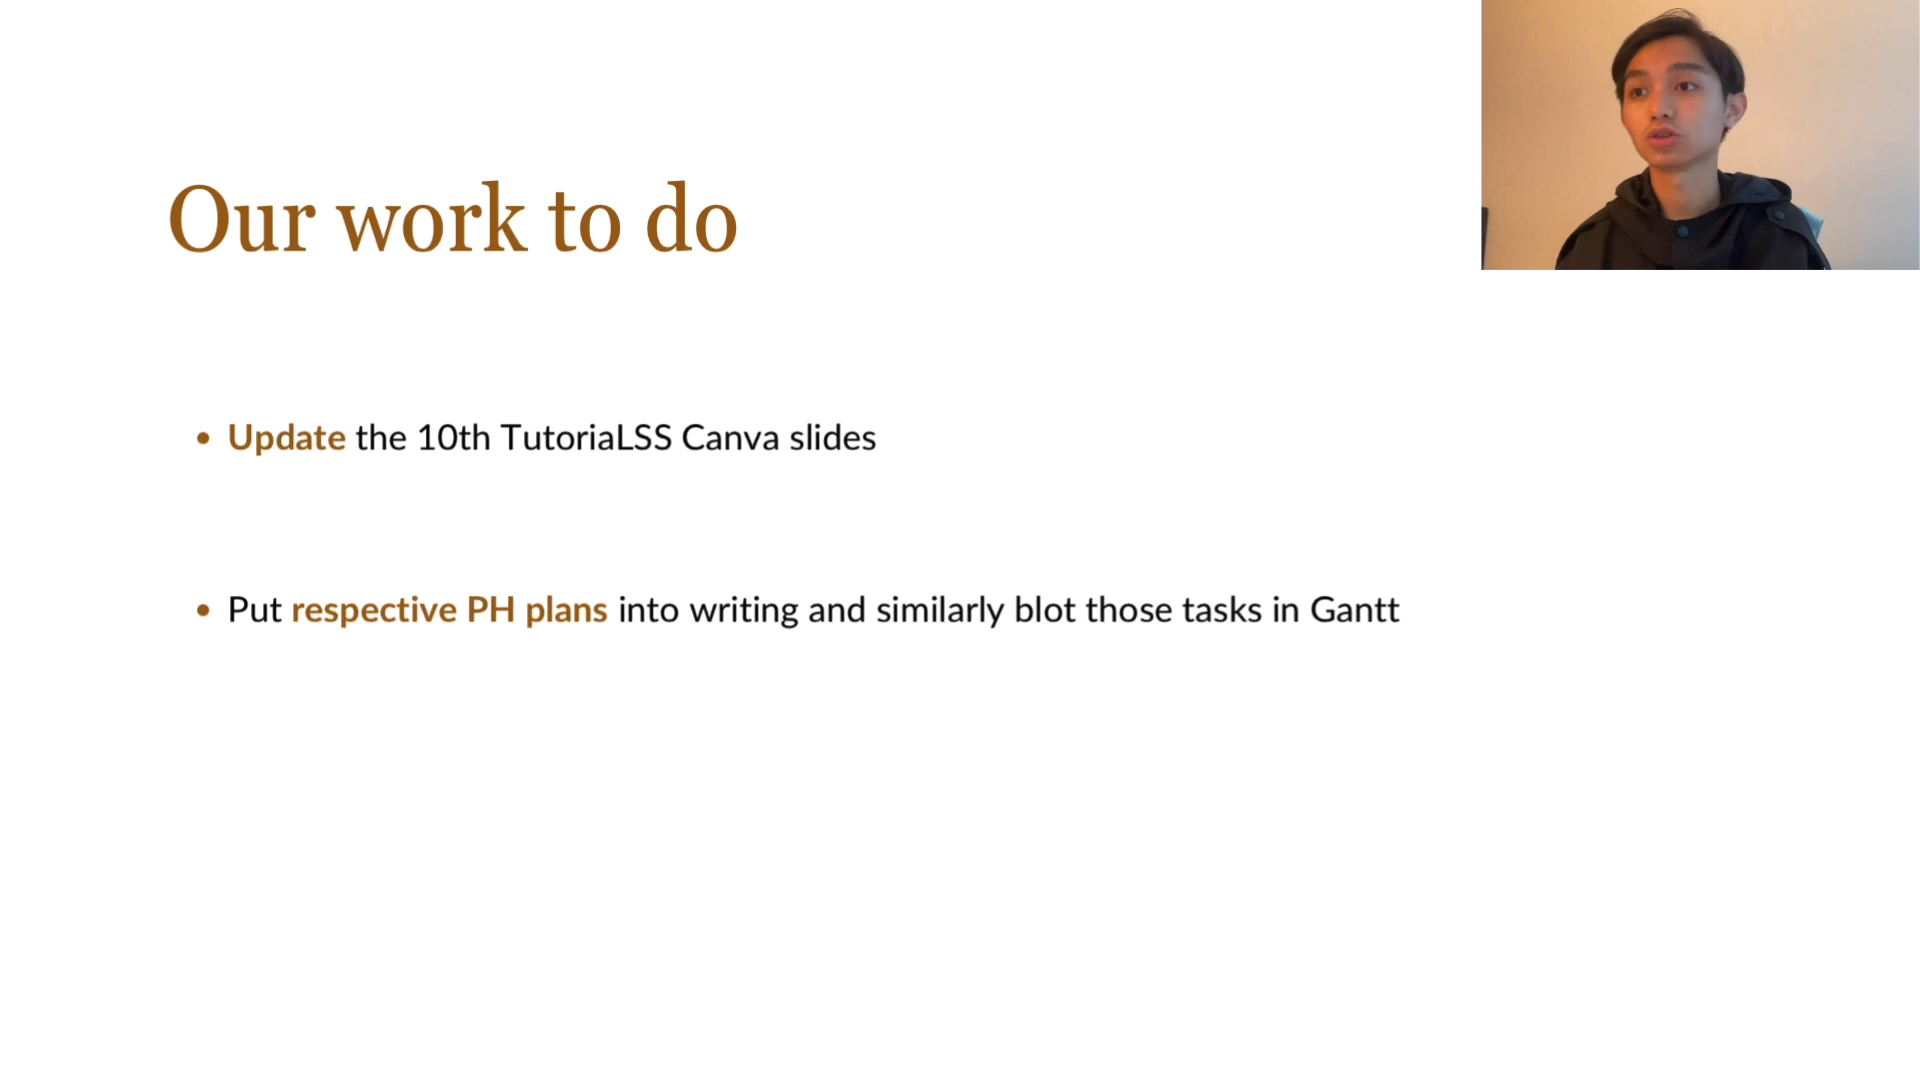 Our work to do
• Update the 10th TutoriaLSS Canva slides
• Put respective PH plans into writing and similarly blot those tasks in Gantt